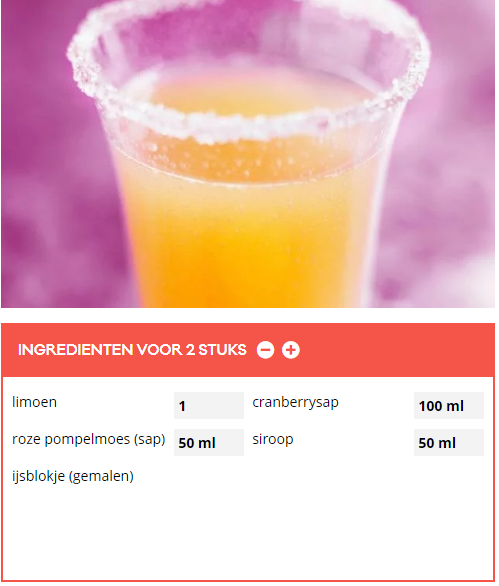 INGREDIENTEN VOOR 2 STUKS
limoen 1 cranberrysap 100 ml
roze pompelmoes (sap) 50 ml siroop 50 ml
ijsblokje (gemalen)